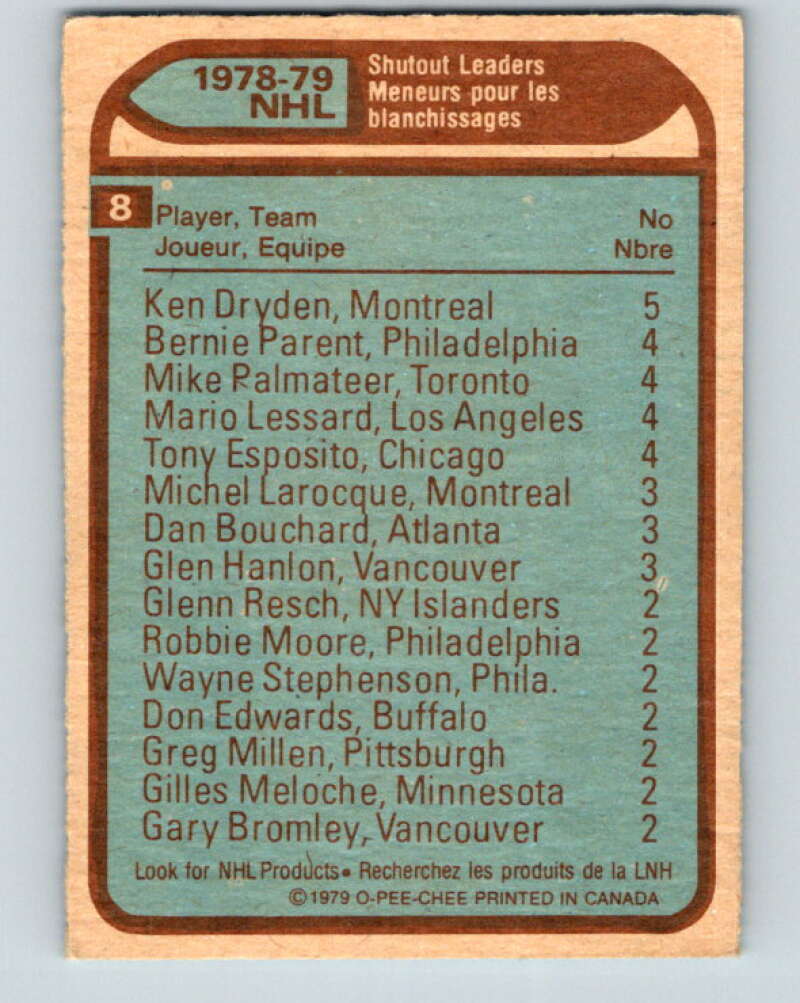 1978-79
NHL
Shutout Leaders
Meneurs pour les
blanchissages
8
Player, Team No
Joueur, Equipe Nbre
Ken Dryden, Montreal 5
Bernie Parent, Philadelphia 4
Mike Palmateer, Toronto 4
Mario Lessard, Los Angeles 4
Tony Esposito, Chicago 4
Michel Larocque, Montreal 3
Dan Bouchard, Atlanta 3
Glen Hanlon, Vancouver 3
Glenn Resch, NY Islanders 2
Robbie Moore, Philadelphia 2
Wayne Stephenson, Phila. 2
Don Edwards, Buffalo 2
Greg Millen, Pittsburgh 2
Gilles Meloche, Minnesota 2
Gary Bromley, Vancouver 2
Look for NHL Products • Recherchez les produits de la LNH
©1979 O-PEE-CHEE PRINTED IN CANADA